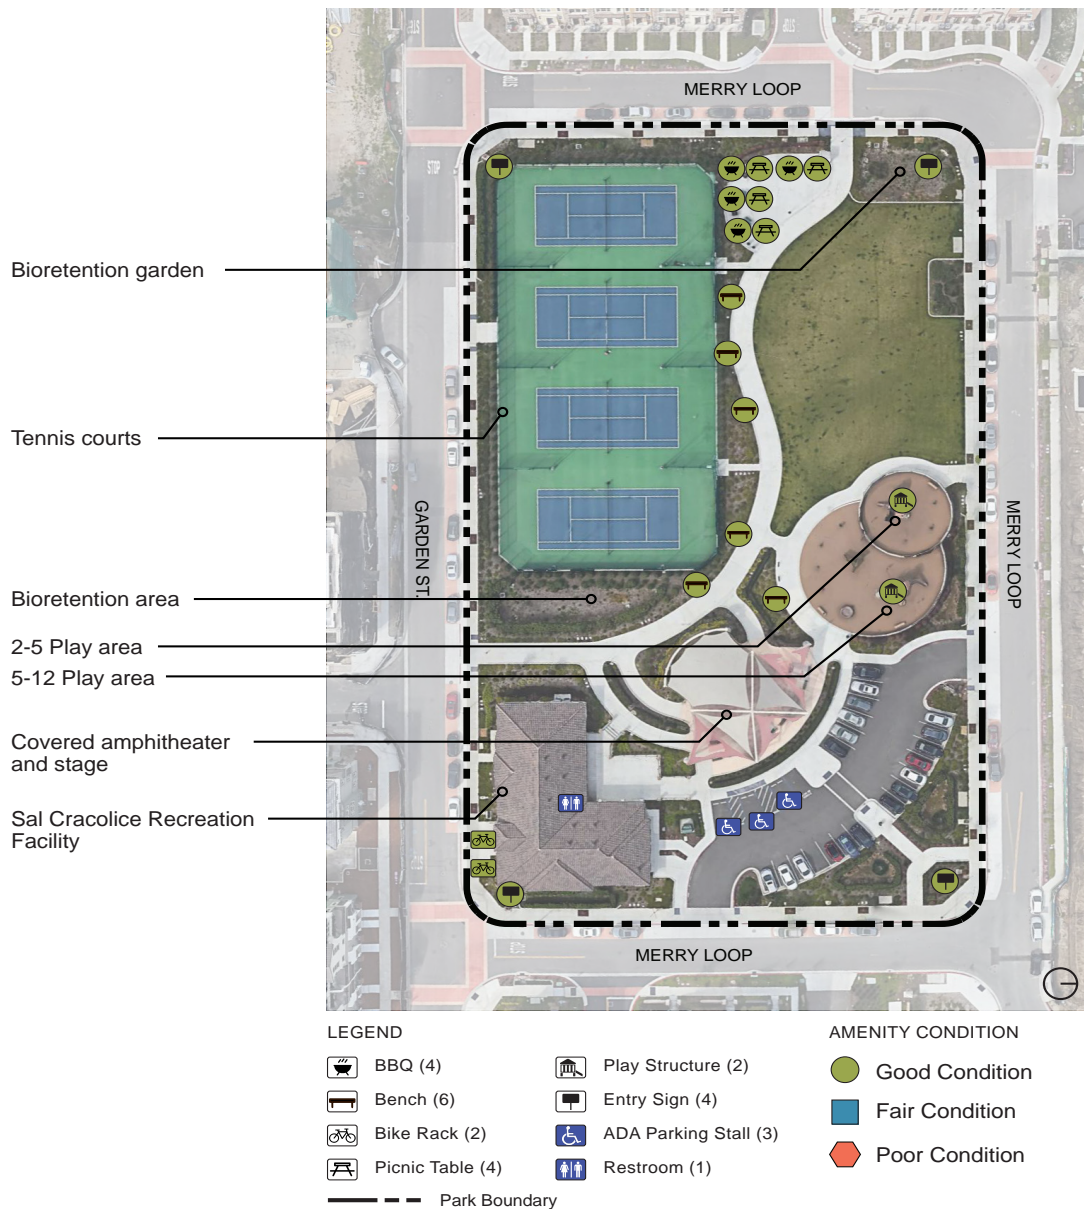 MERRY LOOP
STOP
STOP
Bioretention garden
Tennis courts
GARDEN ST.
MERRY LOOP
Bioretention area
2-5 Play area
5-12 Play area
Covered amphitheater
and stage
Sal Cracolice Recreation
Facility
STOP
MERRY LOOP
LEGEND
BBQ (4)
Bench (6)
Bike Rack (2)
Picnic Table (4)
Park Boundary
Play Structure (2)
Entry Sign (4)
ADA Parking Stall (3)
Restroom (1)
AMENITY CONDITION
Good Condition
Fair Condition
Poor Condition